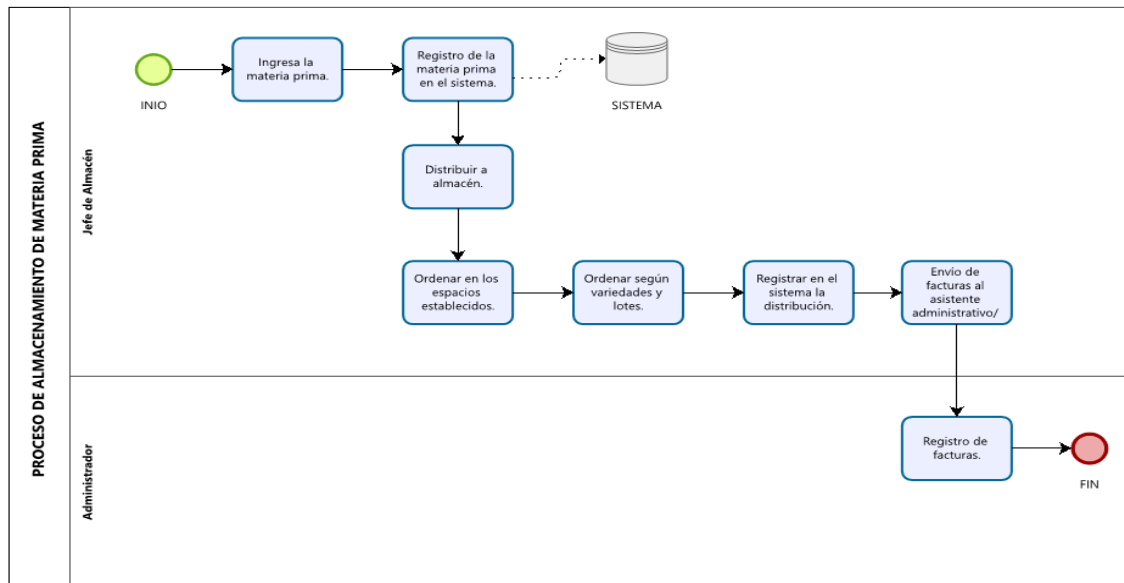 PROCESO DE ALMACENAMIENTO DE MATERIA PRIMA
Jefe de Almacén
INIO
Ingresa la
materia prima.
Registro de la
materia prima
en el sistema.
SISTEMA
Distribuir a
almacén.
Ordenar en los
espacios
establecidos.
Ordenar según
variedades y
lotes.
Registrar en el
sistema la
distribución.
Envío de
facturas al
asistente
administrativo/
Administrador
Registro de
facturas.
FIN